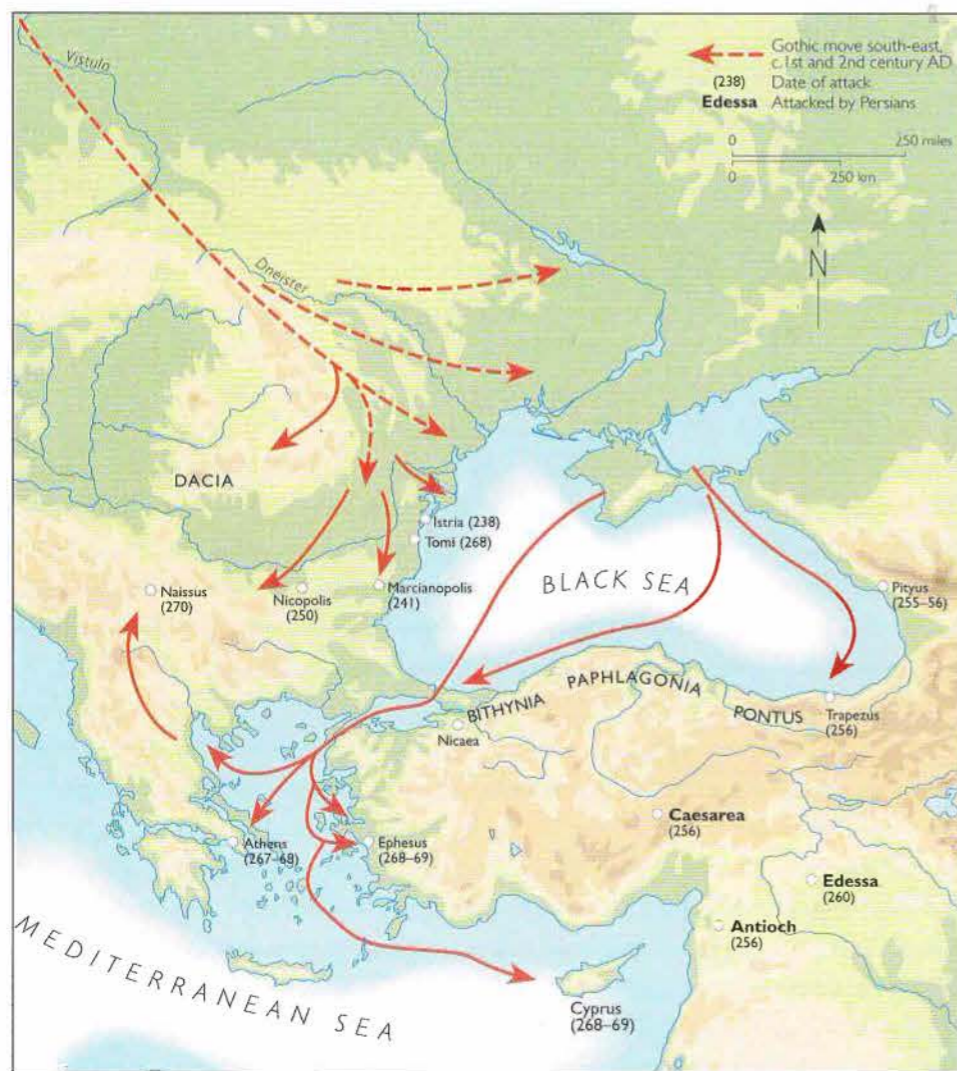 Vistula
Gothic move south-east,
c.1st and 2nd century AD
(238) Date of attack
Edessa Attacked by Persians
0 250 miles
0 250 km
N
Dneister
DACIA
Istria (238)
Tomi (268)
BLACK SEA
Naissus
(270)
Nicopolis
(250)
Marcianopolis
(241)
Pityus
(255–56)
PAPHLAGONIA
BITHYNIA
PONTUS
Trapezus
(256)
Nicaea
Caesarea
(256)
Athens
(267–68)
Ephesus
(268–69)
Edessa
(260)
Antioch
(256)
MEDITERRANEAN SEA
Cyprus
(268–69)